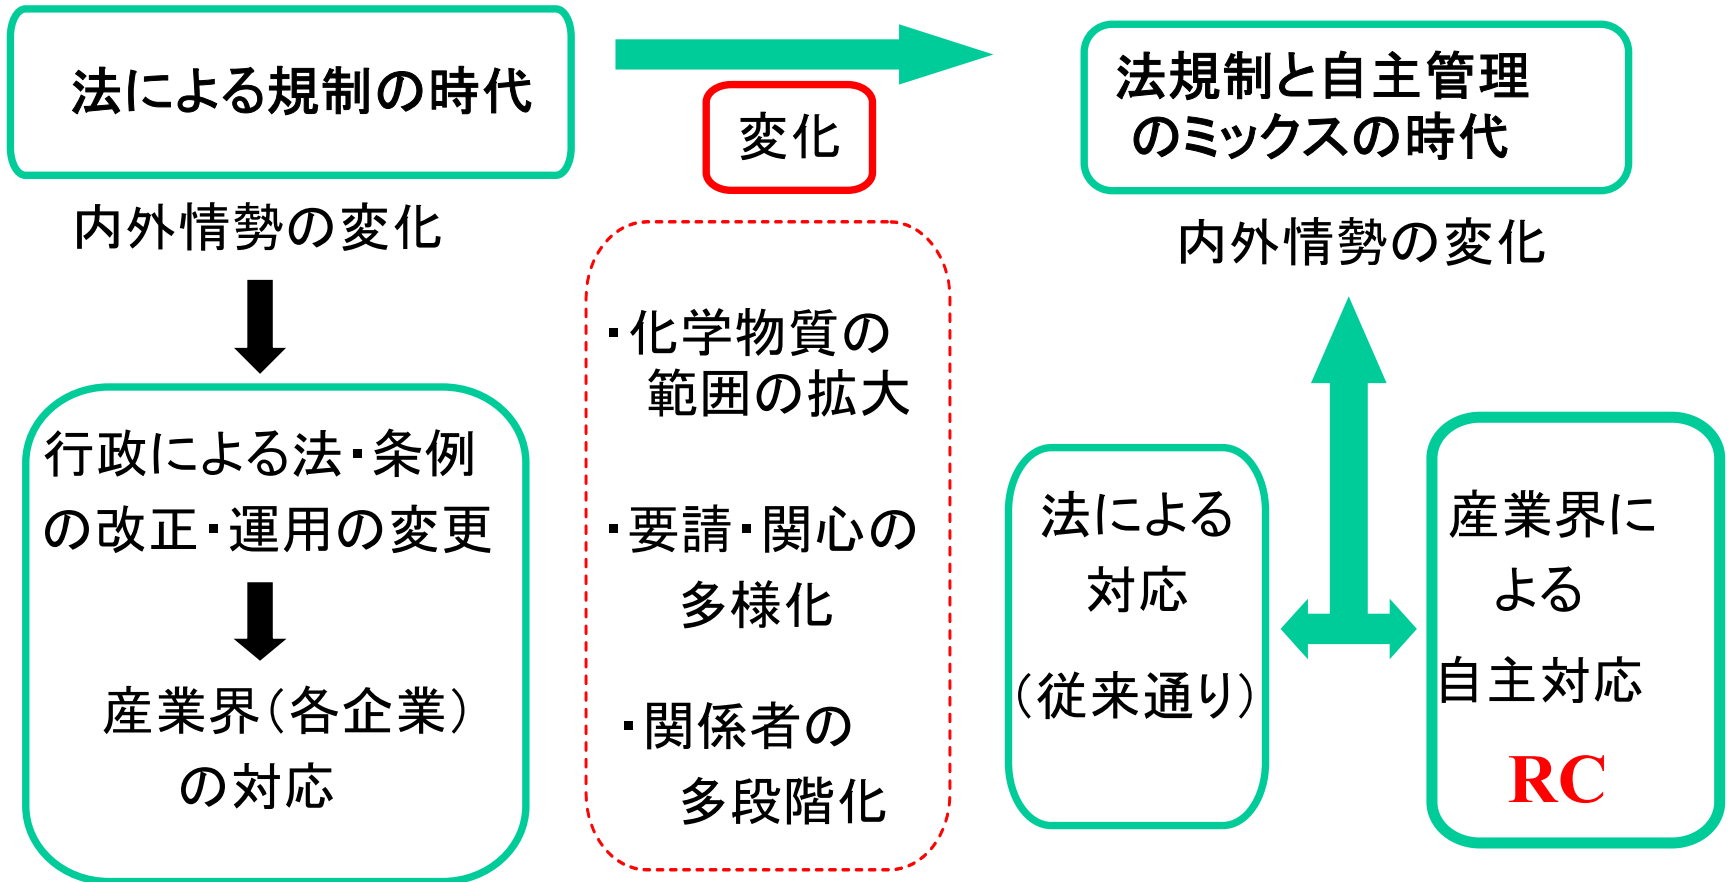 法による規制の時代
内外情勢の変化
行政による法・条例
の改正・運用の変更
産業界（各企業）
の対応
変化
・化学物質の
範囲の拡大
・要請・関心の
多様化
・関係者の
多段階化
法規制と自主管理
のミックスの時代
内外情勢の変化
法による
対応
（従来通り）
産業界に
よる
自主対応
RC